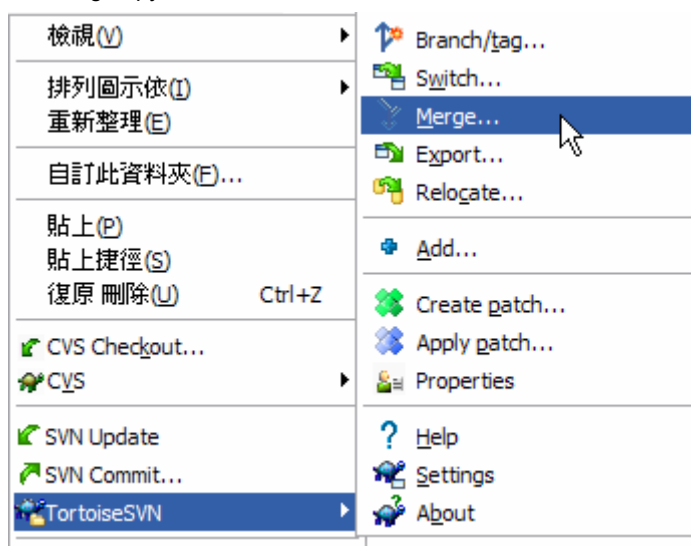 檢視(V)
排列圖示依(I)
重新整理(E)
自訂此資料夾(F)...
貼上(P)
貼上捷徑(S)
復原 刪除(U) Ctrl+Z
CVS Checkout...
CVS
SVN Update
SVN Commit...
TortoiseSVN
Branch/tag...
Switch...
Merge...
Export...
Relocate...
Add...
Create patch...
Apply patch...
Properties
Help
Settings
About